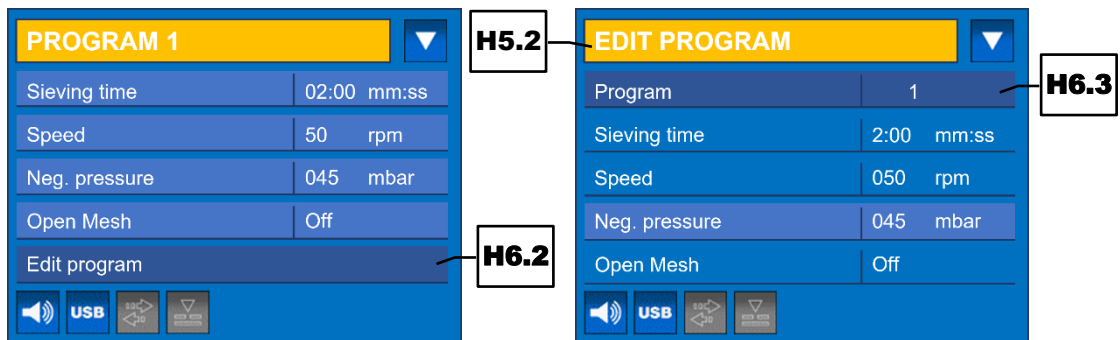 PROGRAM 1
Sieving time 02:00 mm:ss
Speed 50 rpm
Neg. pressure 045 mbar
Open Mesh Off
Edit program
USB
H5.2
H6.2
EDIT PROGRAM
Program 1
Sieving time 2:00 mm:ss
Speed 050 rpm
Neg. pressure 045 mbar
Open Mesh Off
USB
H6.3